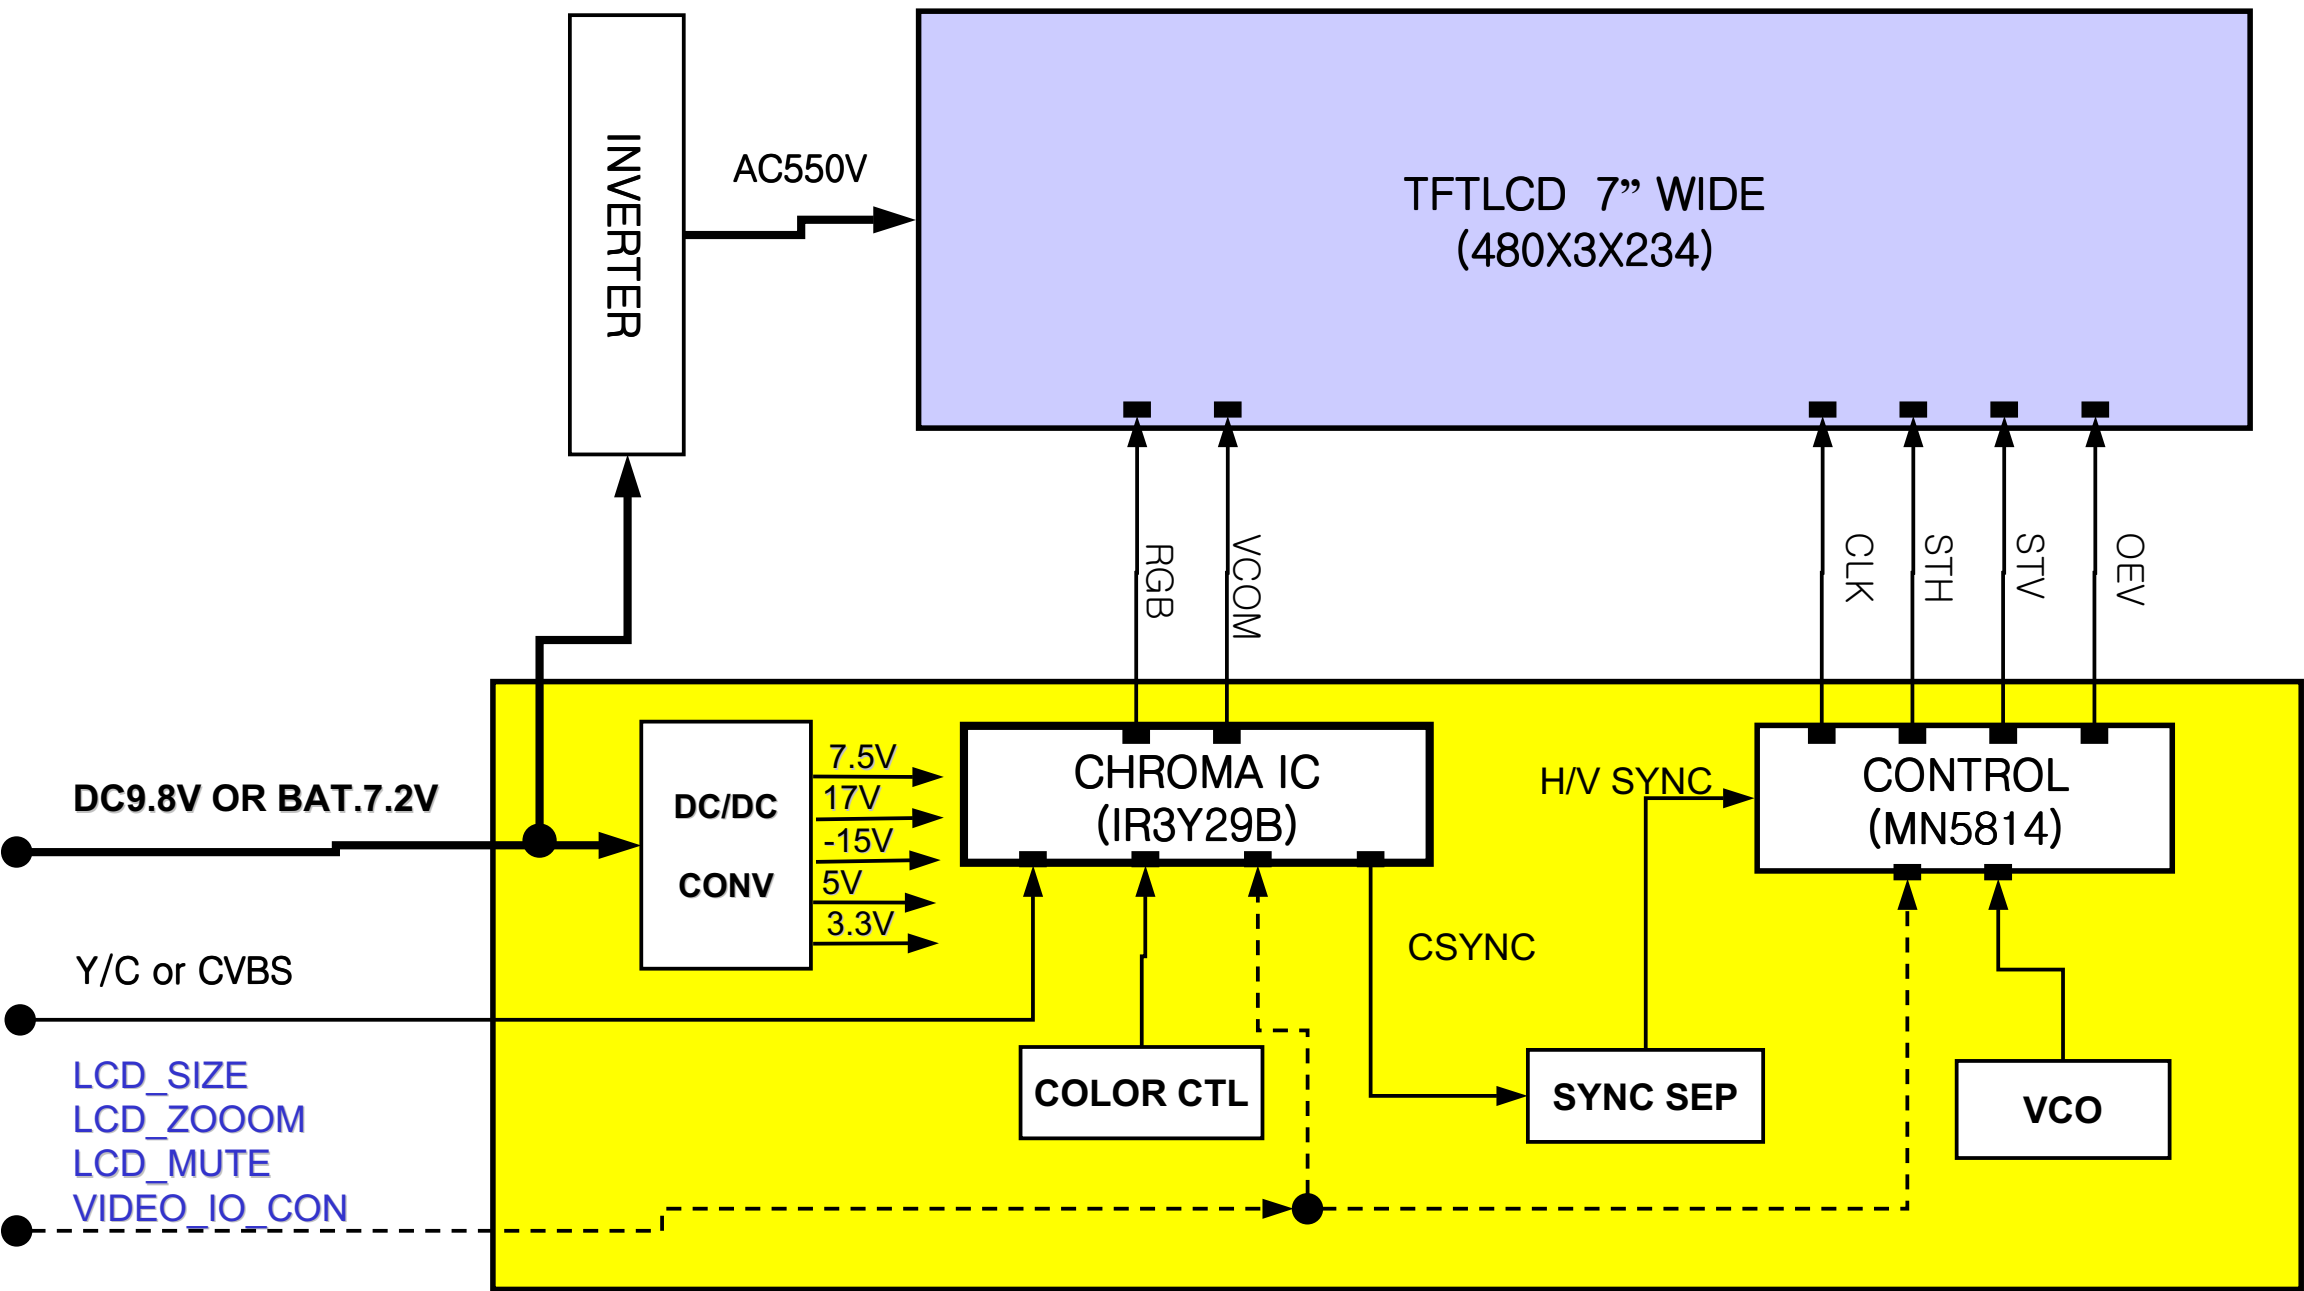 INVERTER
AC550V
TFTLCD 7” WIDE
(480X3X234)
RGB
VCOM
CLK
STH
STV
OEV
DC9.8V OR BAT.7.2V
DC/DC
CONV
7.5V
17V
-15V
5V
3.3V
CHROMA IC
(IR3Y29B)
H/V SYNC
CONTROL
(MN5814)
CSYNC
Y/C or CVBS
LCD_SIZE
LCD_ZOOOM
LCD_MUTE
VIDEO_IO_CON
COLOR CTL
SYNC SEP
VCO